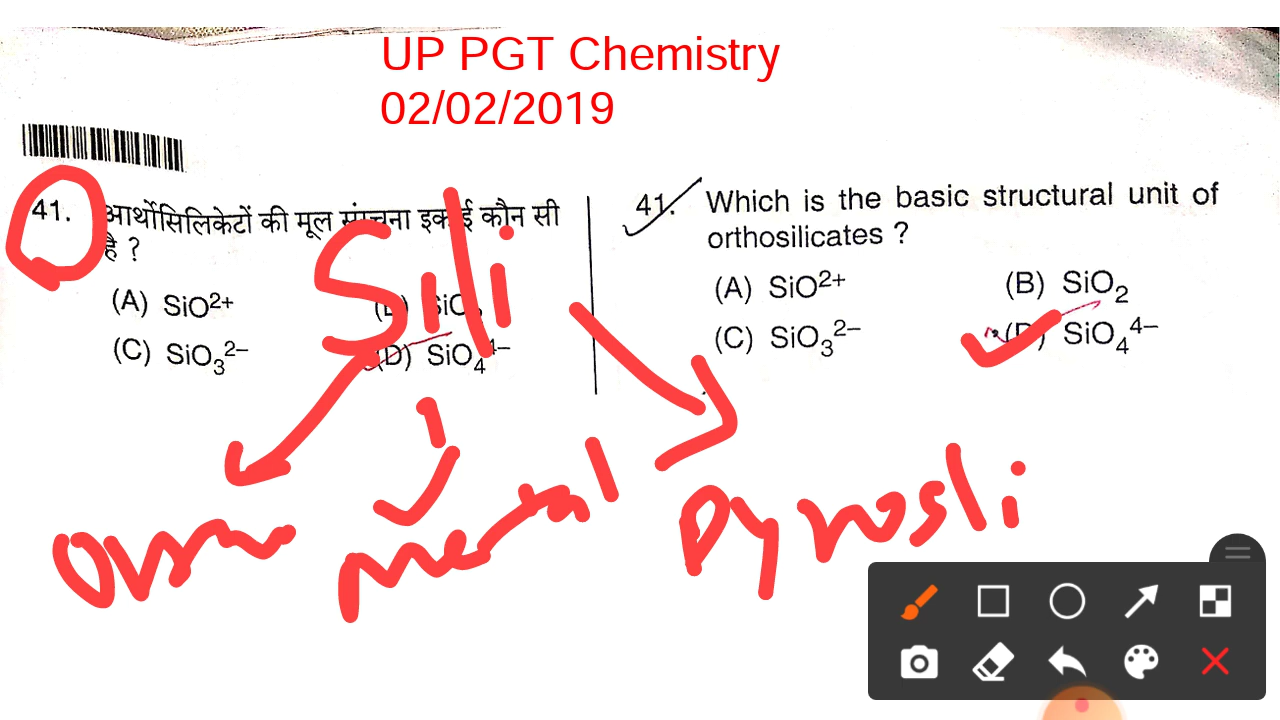 UP PGT Chemistry
02/02/2019
41. आर्थोसिलिकेटों की मूल संरचना इकाई कौन सी
है ?
(A) SiO2+
(C) SiO₃2– (D) SiO₄4–
41. Which is the basic structural unit of
orthosilicates ?
(A) SiO2+ (B) SiO₂
(C) SiO₃2– (D) SiO₄4–
Sili
Pyrosli